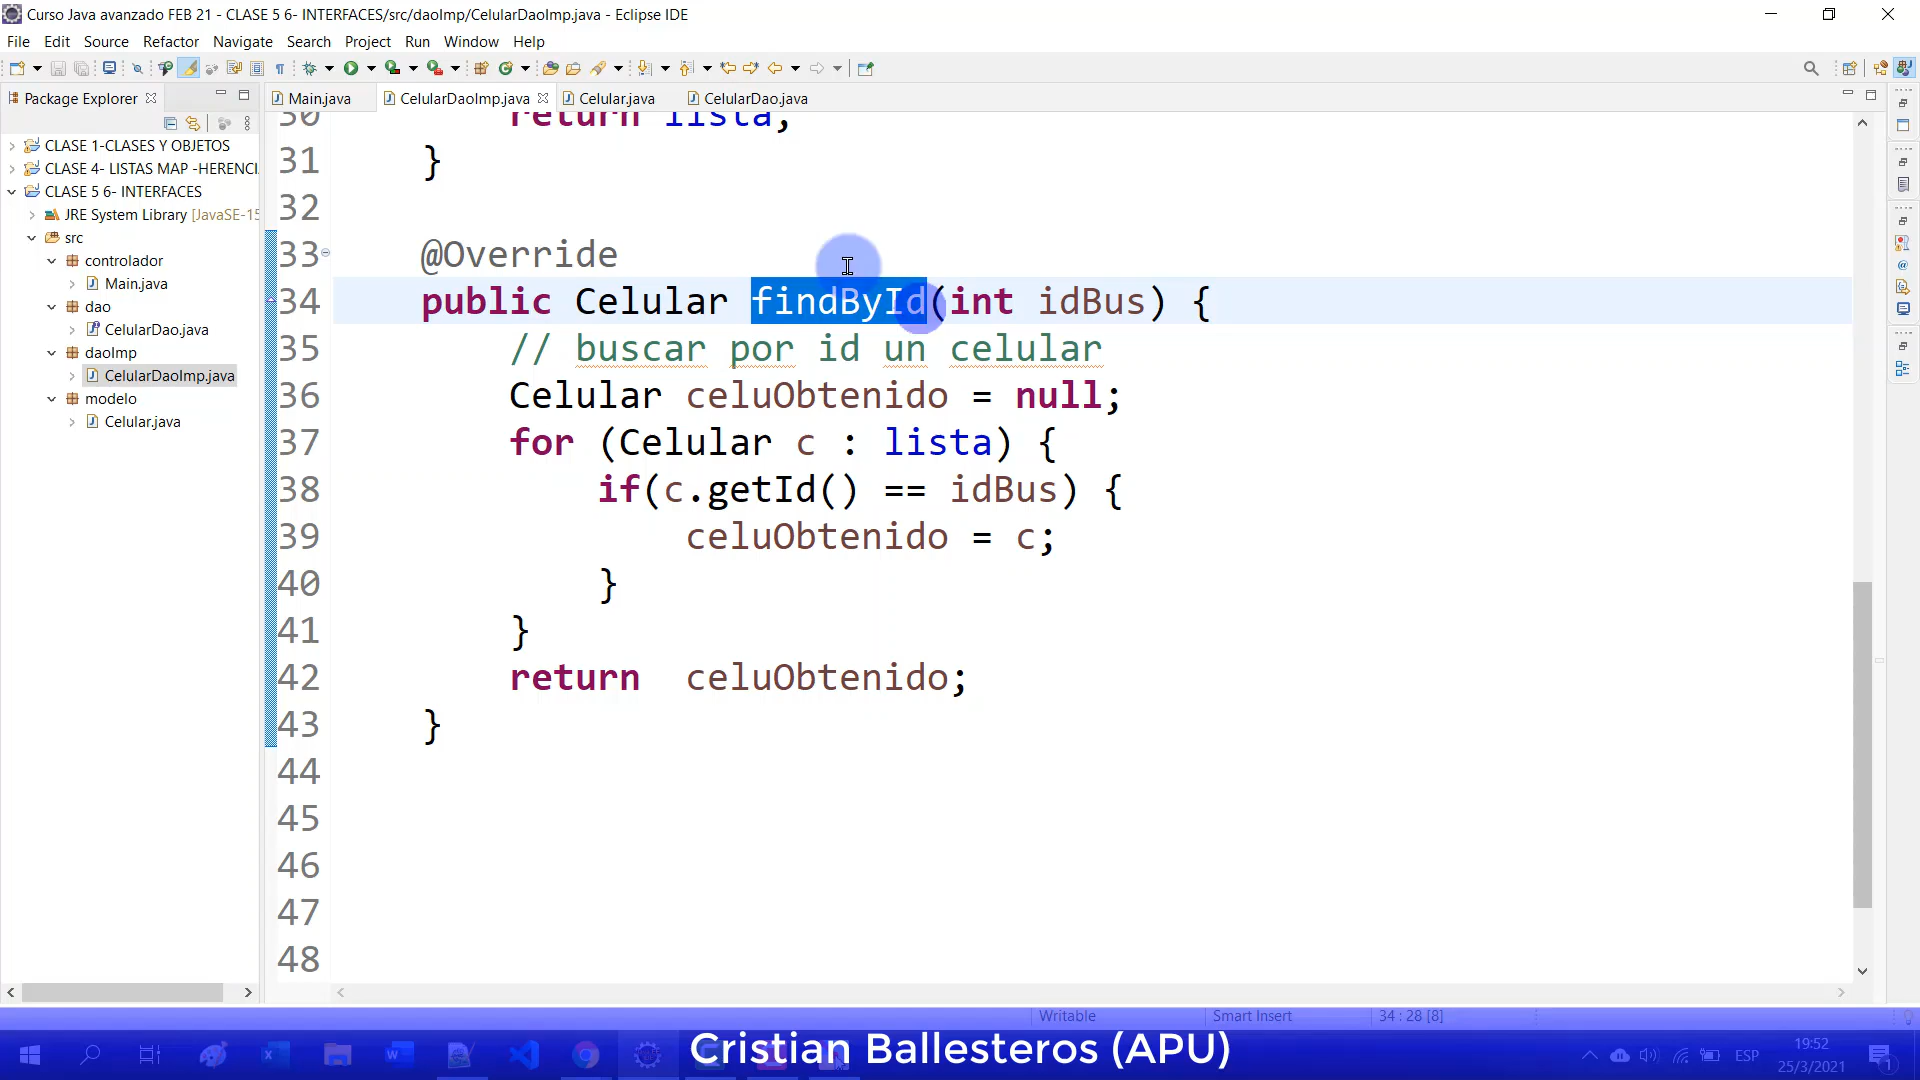 Curso Java avanzado FEB 21 - CLASE 5 6- INTERFACES/src/daoImp/CelularDaoImp.java - Eclipse IDE
File Edit Source Refactor Navigate Search Project Run Window Help
Package Explorer
Main.java CelularDaoImp.java Celular.java CelularDao.java
CLASE 1-CLASES Y OBJETOS
CLASE 4- LISTAS MAP -HERENCI
CLASE 5 6- INTERFACES
JRE System Library [JavaSE-15
src
controlador
Main.java
dao
CelularDao.java
daoImp
CelularDaoImp.java
modelo
Celular.java
30 return lista;
31 }
32
33 @Override
34 public Celular findById(int idBus) {
35 // buscar por id un celular
36 Celular celuObtenido = null;
37 for (Celular c : lista) {
38 if(c.getId() == idBus) {
39 celuObtenido = c;
40 }
41 }
42 return celuObtenido;
43 }
44
45
46
47
48
Writable Smart Insert 34 : 28 [8]
Cristian Ballesteros (APU)
ESP
19:52
25/3/2021